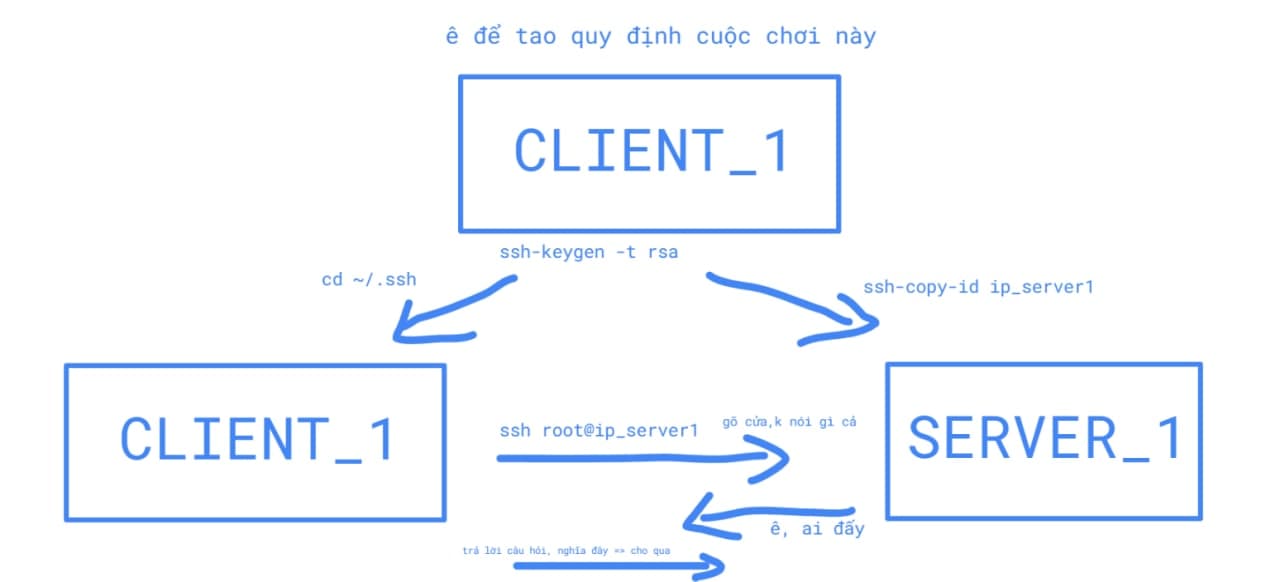 ê để tao quy định cuộc chơi này
CLIENT_1
ssh-keygen -t rsa
cd ~/.ssh
ssh-copy-id ip_server1
CLIENT_1
SERVER_1
ssh root@ip_server1
gõ cửa,k nói gì cả
ê, ai đấy
trả lời câu hỏi, nghĩa đây => cho qua